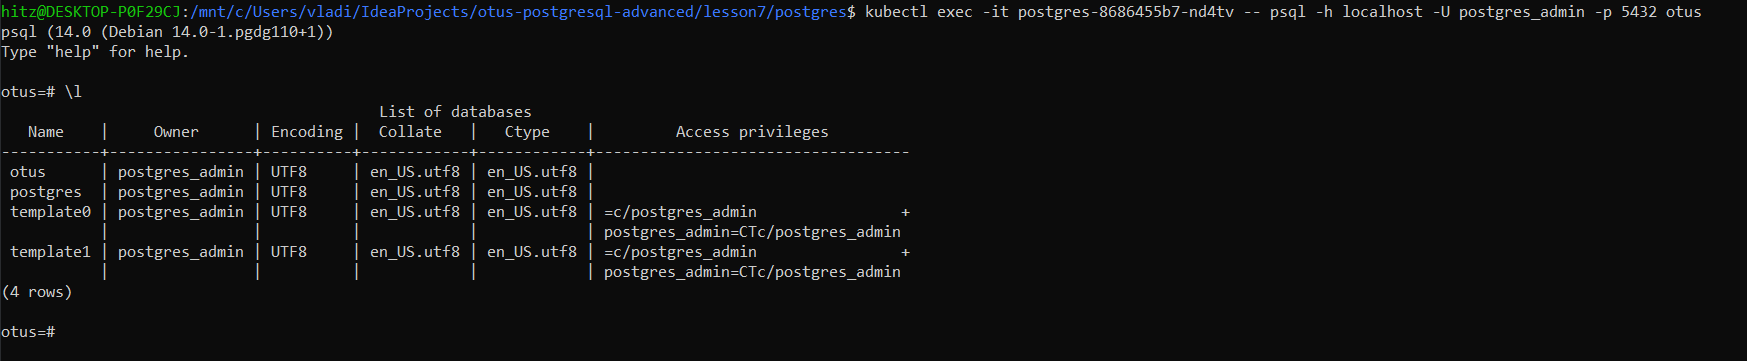 hitz@DESKTOP-P0F29CJ:/mnt/c/Users/vladi/IdeaProjects/otus-postgresql-advanced/lesson7/postgres$ kubectl exec -it postgres-8686455b7-nd4tv -- psql -h localhost -U postgres_admin -p 5432 otus
psql (14.0 (Debian 14.0-1.pgdg110+1))
Type "help" for help.

otus=# \l
                                          List of databases
   Name    |     Owner      | Encoding |  Collate   |   Ctype    |         Access privileges
-----------+----------------+----------+------------+------------+-----------------------------------
 otus      | postgres_admin | UTF8     | en_US.utf8 | en_US.utf8 |
 postgres  | postgres_admin | UTF8     | en_US.utf8 | en_US.utf8 |
 template0 | postgres_admin | UTF8     | en_US.utf8 | en_US.utf8 | =c/postgres_admin                +
           |                |          |            |            | postgres_admin=CTc/postgres_admin
 template1 | postgres_admin | UTF8     | en_US.utf8 | en_US.utf8 | =c/postgres_admin                +
           |                |          |            |            | postgres_admin=CTc/postgres_admin
(4 rows)

otus=#